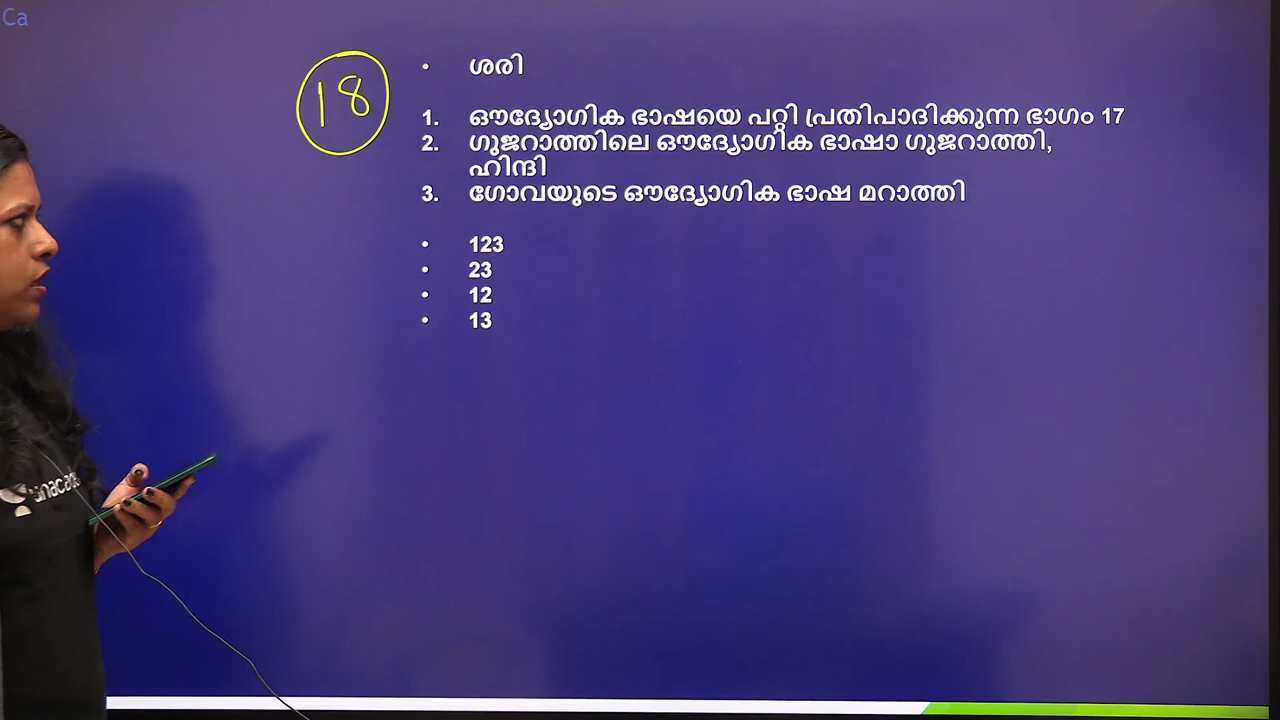 Ca
18
• ശരി
1. ഔദ്യോഗിക ഭാഷയെ പറ്റി പ്രതിപാദിക്കുന്ന ഭാഗം 17
2. ഗുജറാത്തിലെ ഔദ്യോഗിക ഭാഷാ ഗുജറാത്തി,
ഹിന്ദി
3. ഗോവയുടെ ഔദ്യോഗിക ഭാഷ മറാത്തി
• 123
• 23
• 12
• 13